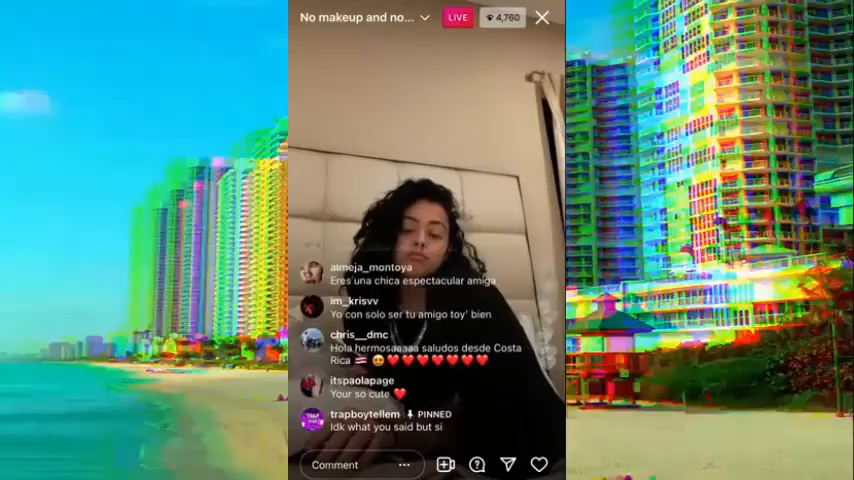 No makeup and no...
LIVE
4,760
almeja_montoya
Eres una chica espectacular amiga
im_krisvv
Yo con solo ser tu amigo toy' bien
chris__dmc
Hola hermosaaaaa saludos desde Costa
Rica 🇨🇷 😍❤️❤️❤️❤️❤️❤️❤️
itspaolapage
Your so cute ❤️
trapboytellem PINNED
Idk what you said but si
Comment